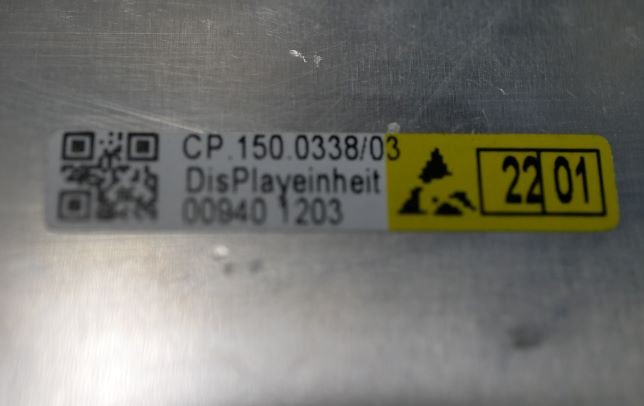 CP.150.0338/03
DisPlayeinheit
00940 1203
22 01